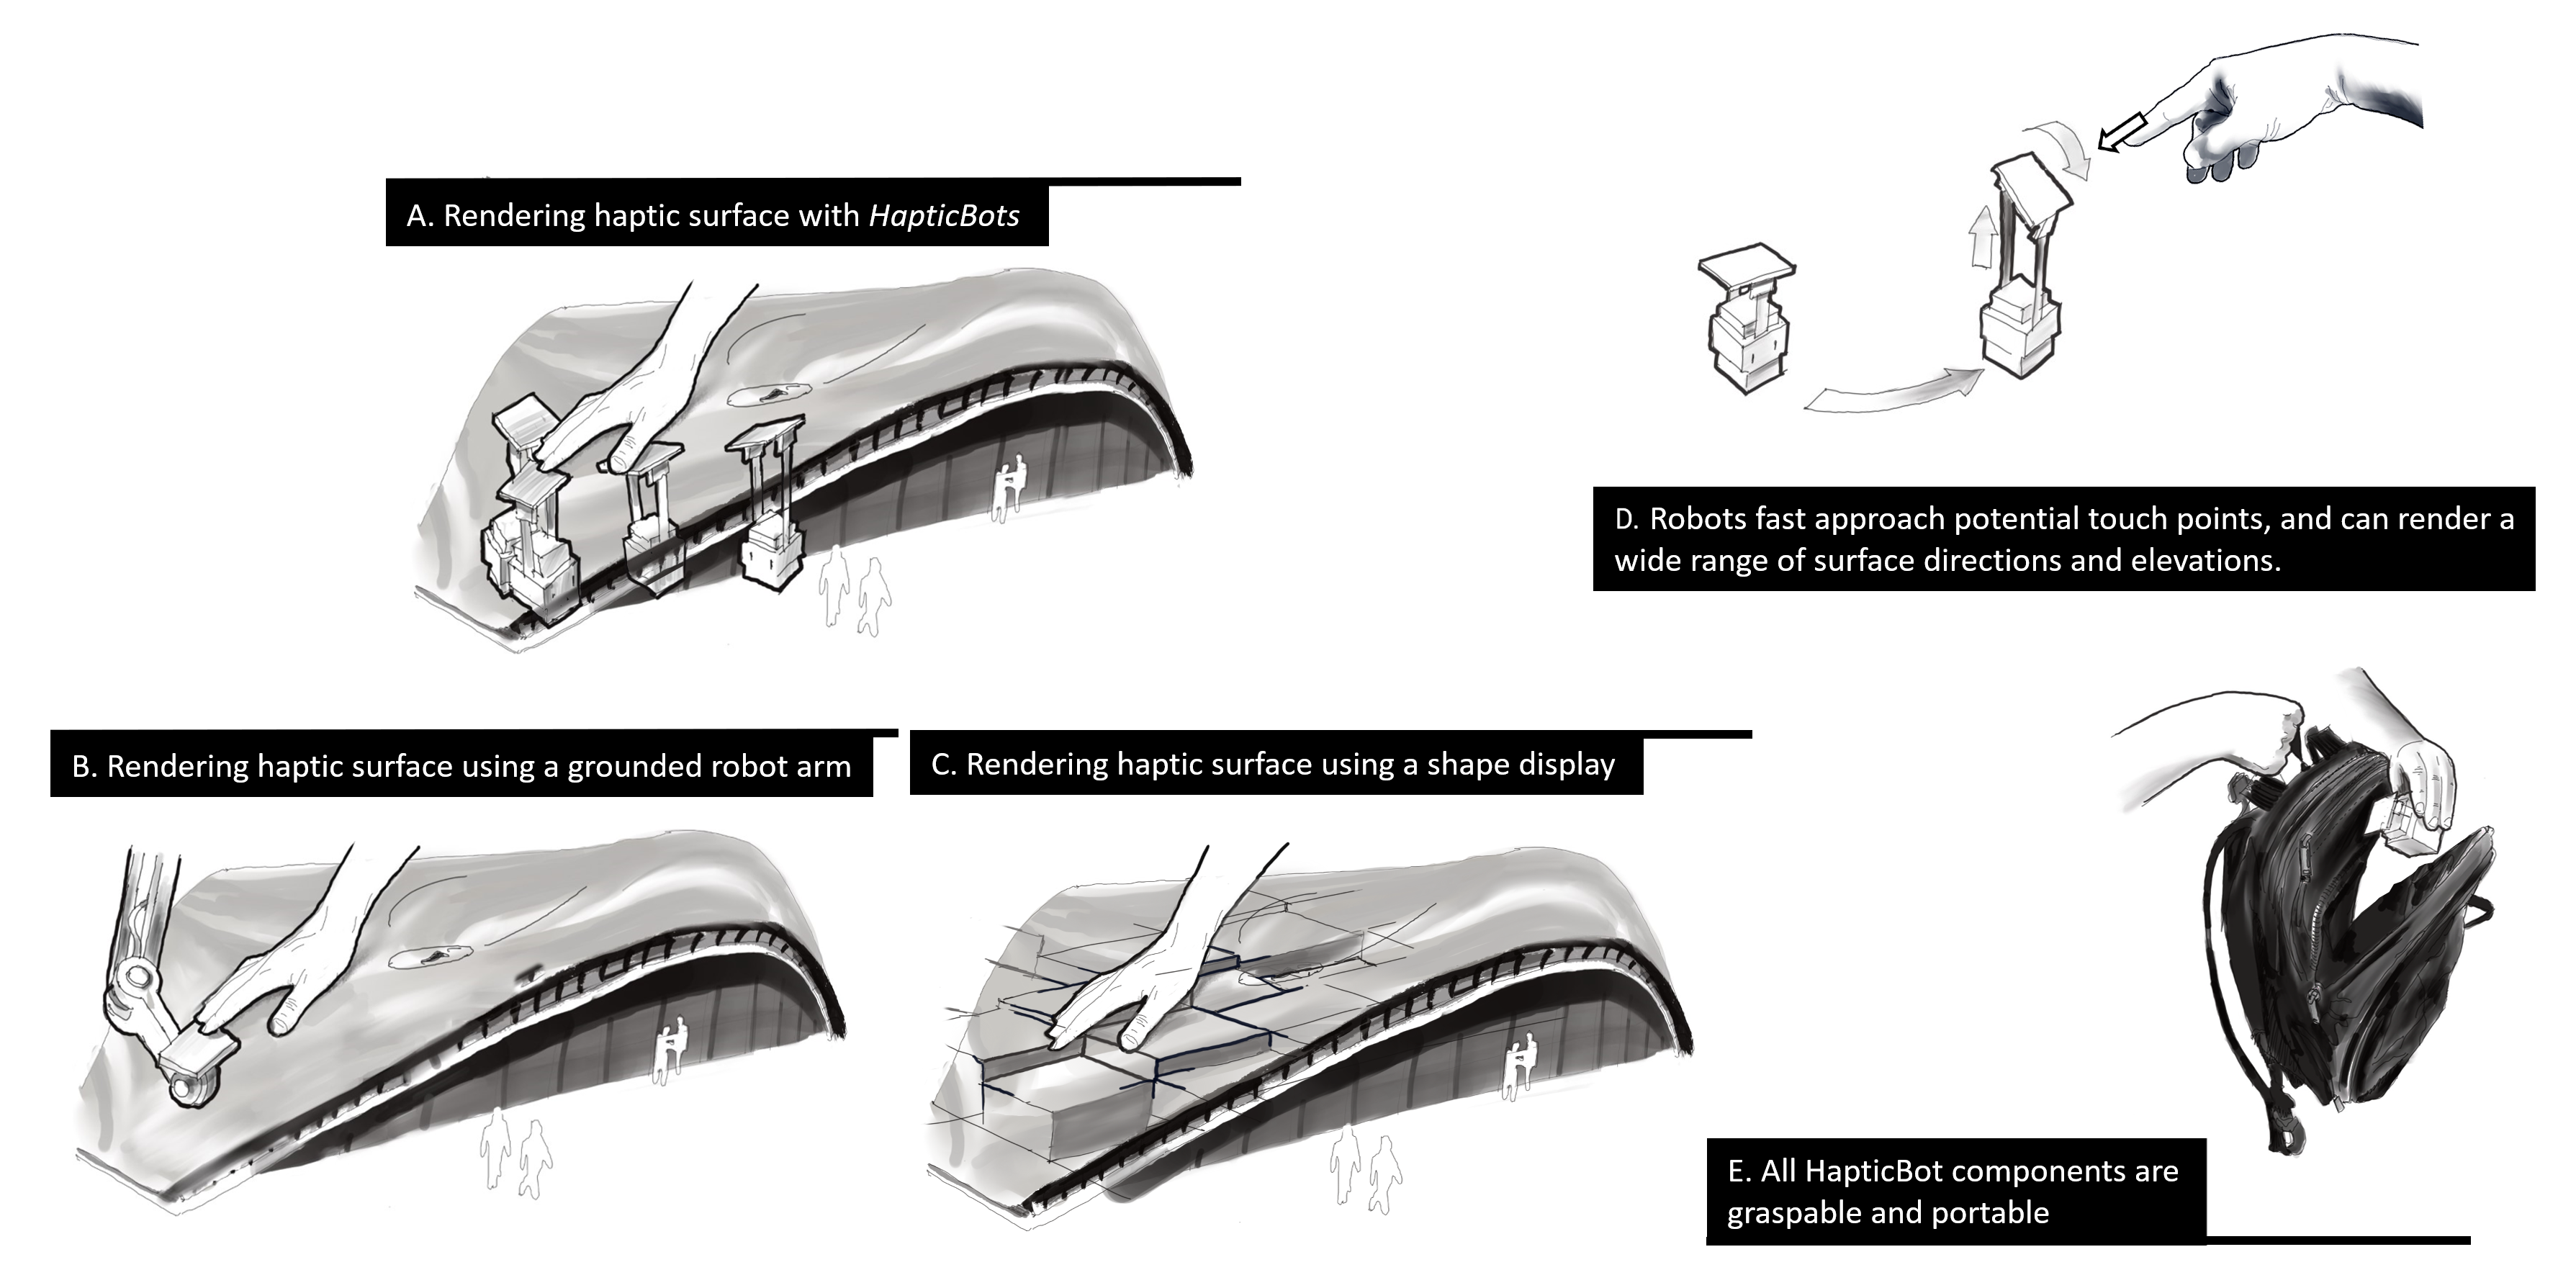 A. Rendering haptic surface with HapticBots
D. Robots fast approach potential touch points, and can render a
wide range of surface directions and elevations.
B. Rendering haptic surface using a grounded robot arm
C. Rendering haptic surface using a shape display
E. All HapticBot components are
graspable and portable